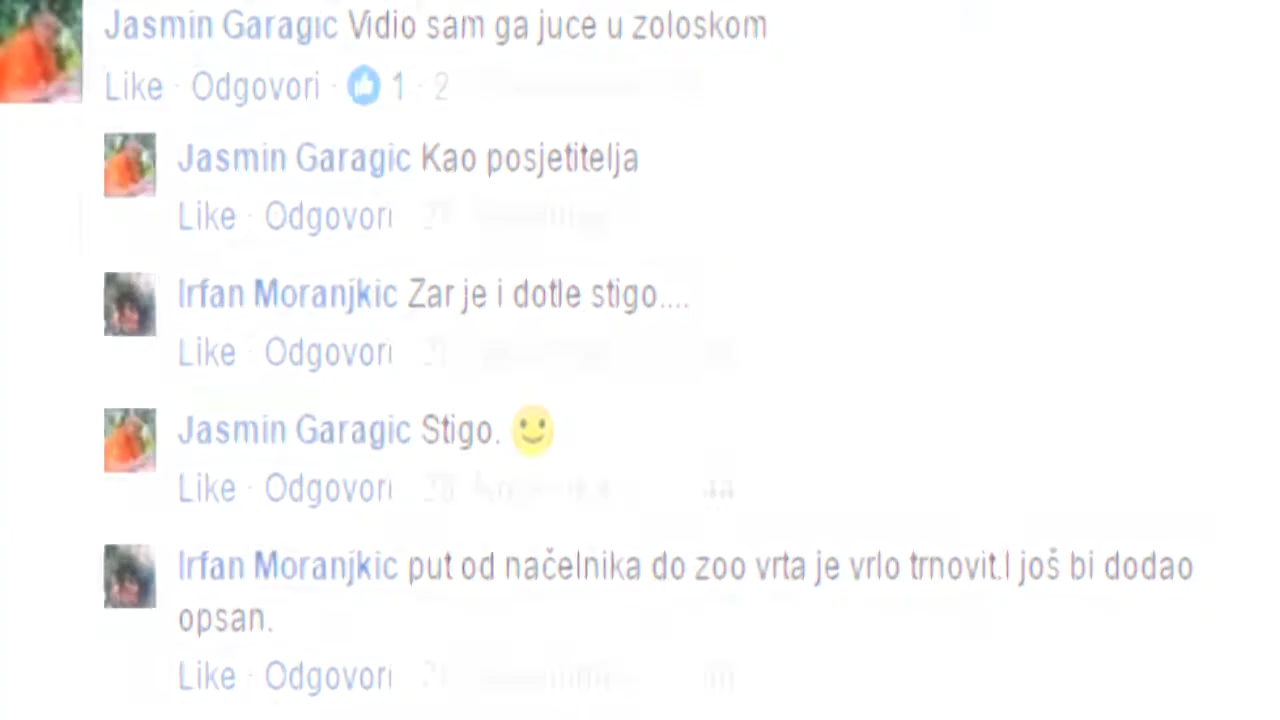 Jasmin Garagic Vidio sam ga juce u zoloskom
Like · Odgovori · 1 · 2
Jasmin Garagic Kao posjetitelja
Like · Odgovori
Irfan Moranjkic Zar je i dotle stigo....
Like · Odgovori
Jasmin Garagic Stigo. 🙂
Like · Odgovori
Irfan Moranjkic put od načelnika do zoo vrta je vrlo trnovit.I još bi dodao
opsan.
Like · Odgovori